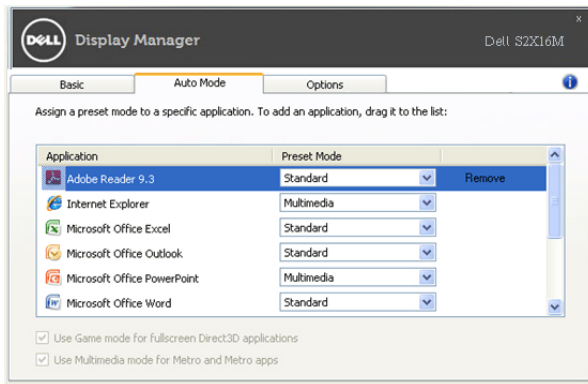 DELL Display Manager Dell S2X16M
x
Basic Auto Mode Options i
Assign a preset mode to a specific application. To add an application, drag it to the list:
Application Preset Mode
Adobe Reader 9.3 Standard Remove
Internet Explorer Multimedia
Microsoft Office Excel Standard
Microsoft Office Outlook Standard
Microsoft Office PowerPoint Multimedia
Microsoft Office Word Standard
Use Game mode for fullscreen Direct3D applications
Use Multimedia mode for Metro and Metro apps